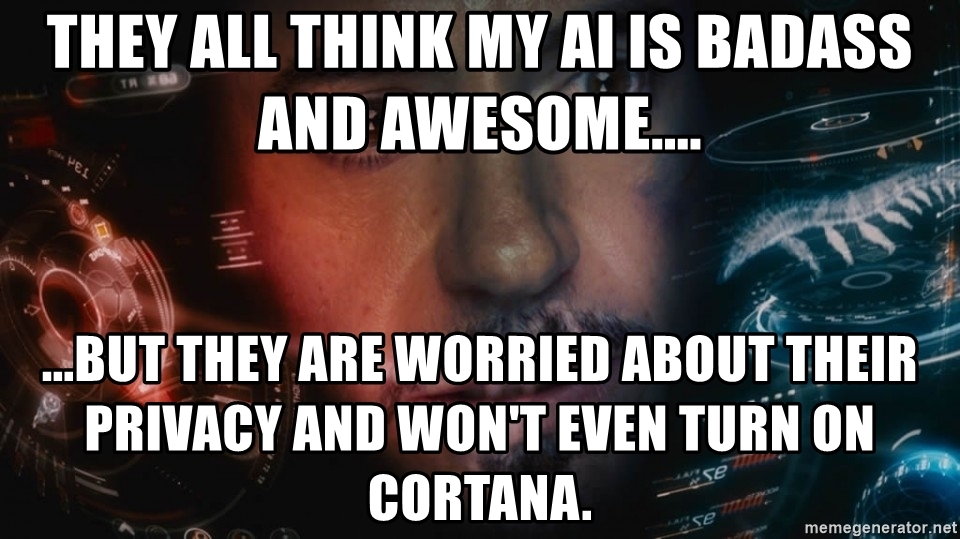 THEY ALL THINK MY AI IS BADASS
AND AWESOME....
...BUT THEY ARE WORRIED ABOUT THEIR
PRIVACY AND WON'T EVEN TURN ON
CORTANA.
memegenerator.net